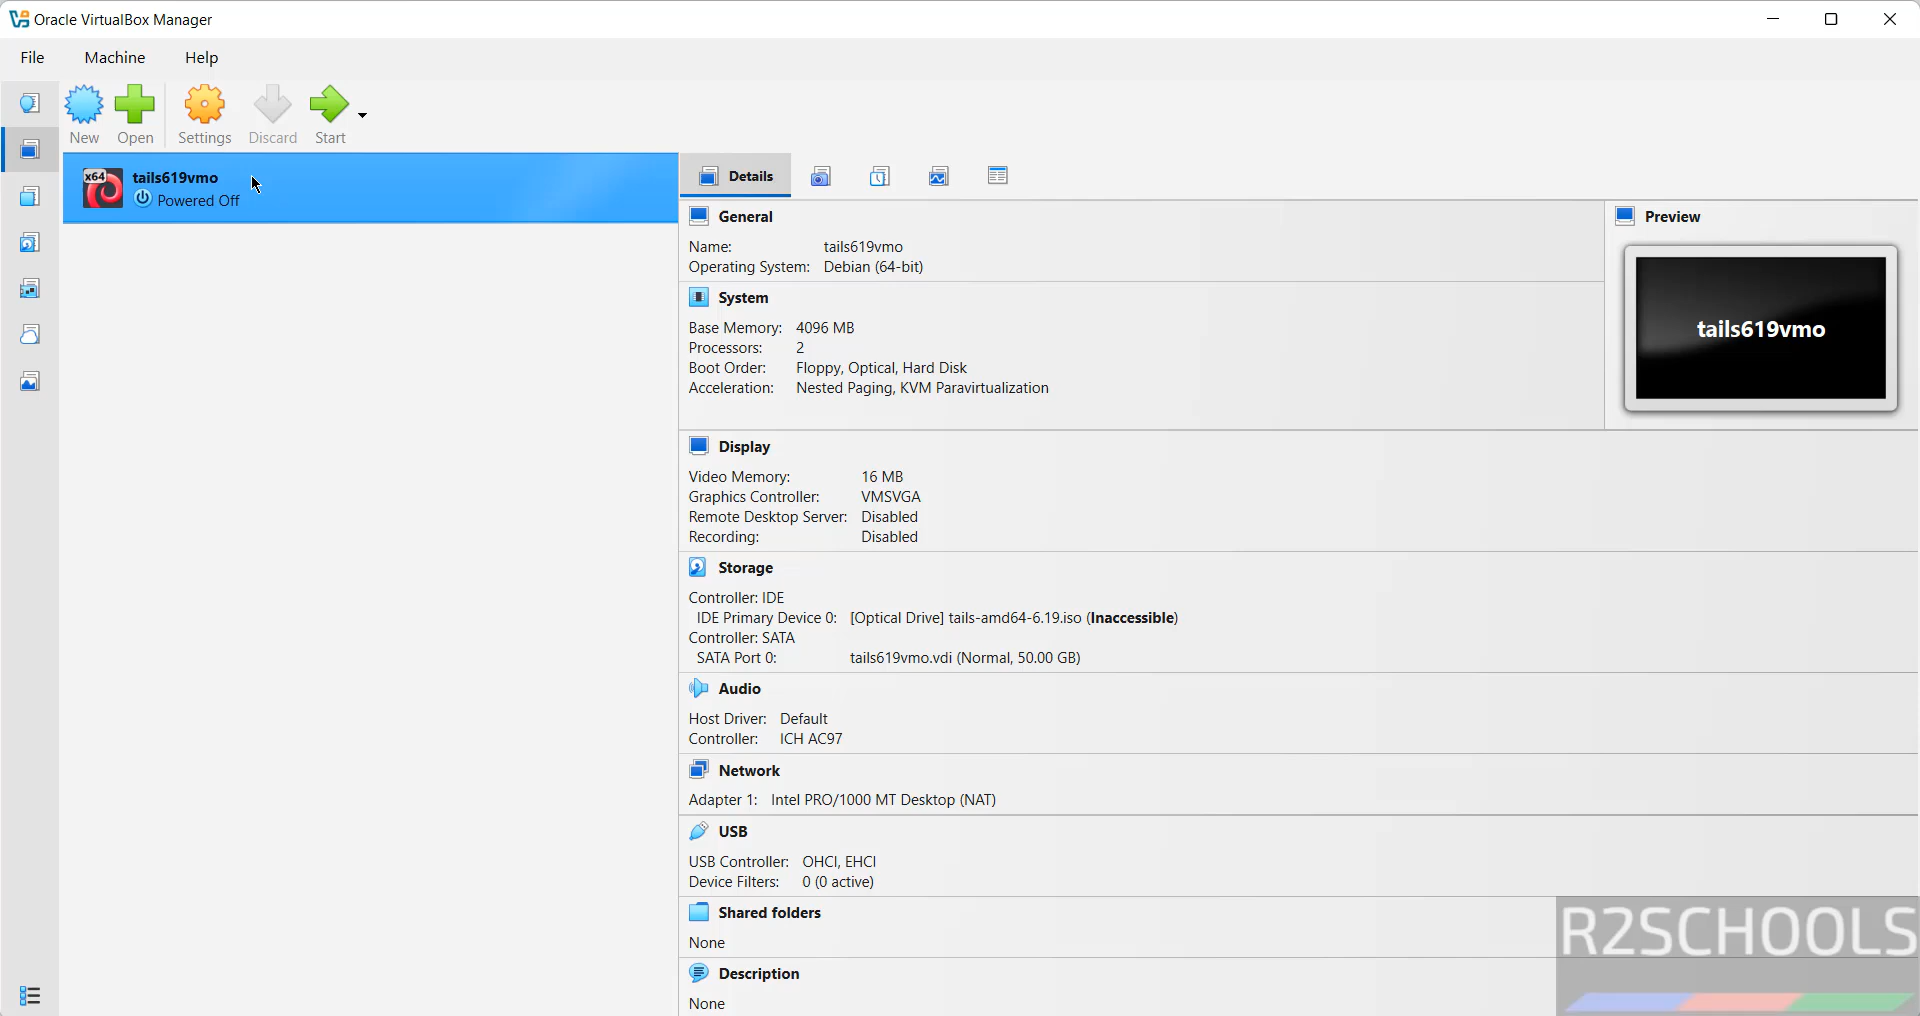 Oracle VirtualBox Manager
File Machine Help
New Open Settings Discard Start
x64 tails619vmo
Powered Off
Details
General
Name: tails619vmo
Operating System: Debian (64-bit)
Preview
tails619vmo
System
Base Memory: 4096 MB
Processors: 2
Boot Order: Floppy, Optical, Hard Disk
Acceleration: Nested Paging, KVM Paravirtualization
Display
Video Memory: 16 MB
Graphics Controller: VMSVGA
Remote Desktop Server: Disabled
Recording: Disabled
Storage
Controller: IDE
IDE Primary Device 0: [Optical Drive] tails-amd64-6.19.iso (Inaccessible)
Controller: SATA
SATA Port 0: tails619vmo.vdi (Normal, 50.00 GB)
Audio
Host Driver: Default
Controller: ICH AC97
Network
Adapter 1: Intel PRO/1000 MT Desktop (NAT)
USB
USB Controller: OHCI, EHCI
Device Filters: 0 (0 active)
Shared folders
None
Description
None
R2SCHOOLS